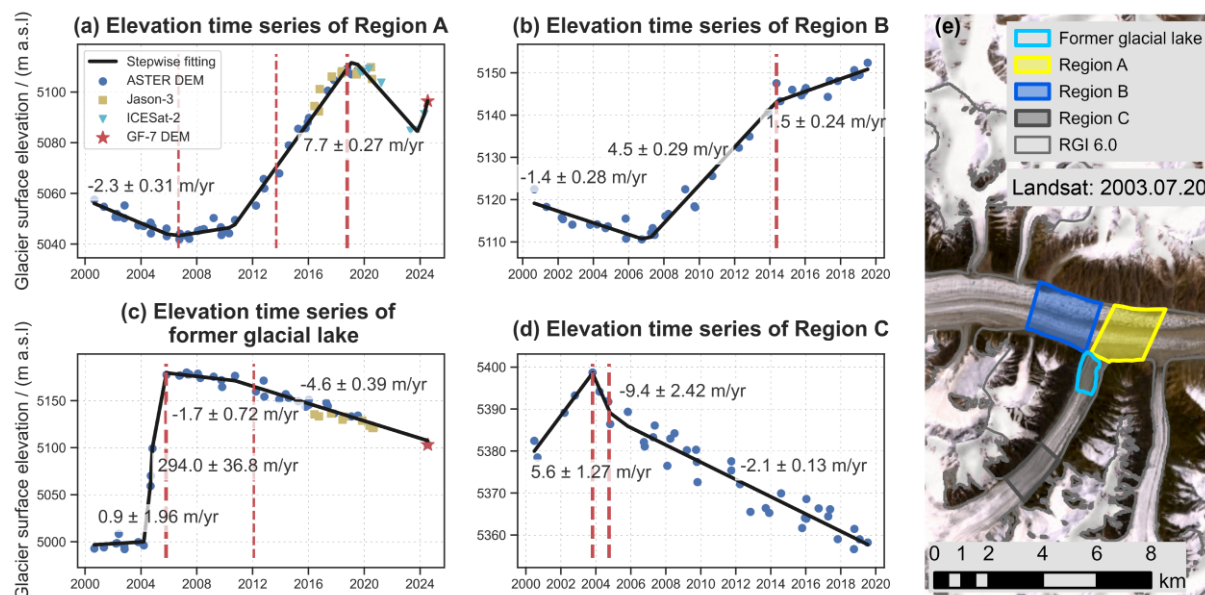 (a) Elevation time series of Region A
Glacier surface elevation / (m a.s.l)
5100
5080
5060
5040
Stepwise fitting
ASTER DEM
Jason-3
ICESat-2
GF-7 DEM
-2.3 ± 0.31 m/yr
7.7 ± 0.27 m/yr
2000 2004 2008 2012 2016 2020 2024
(b) Elevation time series of Region B
5150
5140
5130
5120
5110
-1.4 ± 0.28 m/yr
4.5 ± 0.29 m/yr
1.5 ± 0.24 m/yr
2000 2002 2004 2006 2008 2010 2012 2014 2016 2018 2020
(c) Elevation time series of
former glacial lake
Glacier surface elevation / (m a.s.l)
5150
5100
5050
5000
0.9 ± 1.96 m/yr
294.0 ± 36.8 m/yr
-1.7 ± 0.72 m/yr
-4.6 ± 0.39 m/yr
2000 2004 2008 2012 2016 2020 2024
(d) Elevation time series of Region C
5400
5390
5380
5370
5360
5.6 ± 1.27 m/yr
-9.4 ± 2.42 m/yr
-2.1 ± 0.13 m/yr
2000 2002 2004 2006 2008 2010 2012 2014 2016 2018 2020
(e)
Former glacial lake
Region A
Region B
Region C
RGI 6.0
Landsat: 2003.07.20
0 1 2 4 6 8
km